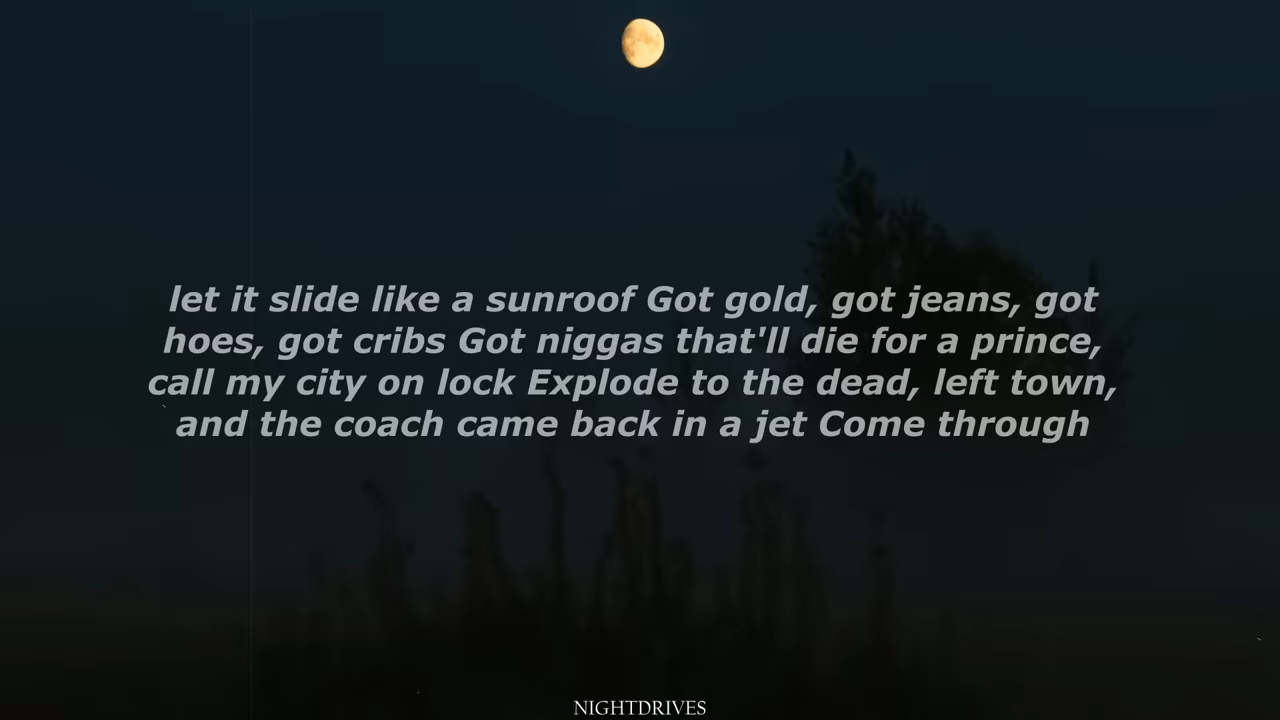 let it slide like a sunroof Got gold, got jeans, got
hoes, got cribs Got niggas that'll die for a prince,
call my city on lock Explode to the dead, left town,
and the coach came back in a jet Come through
NIGHTDRIVES